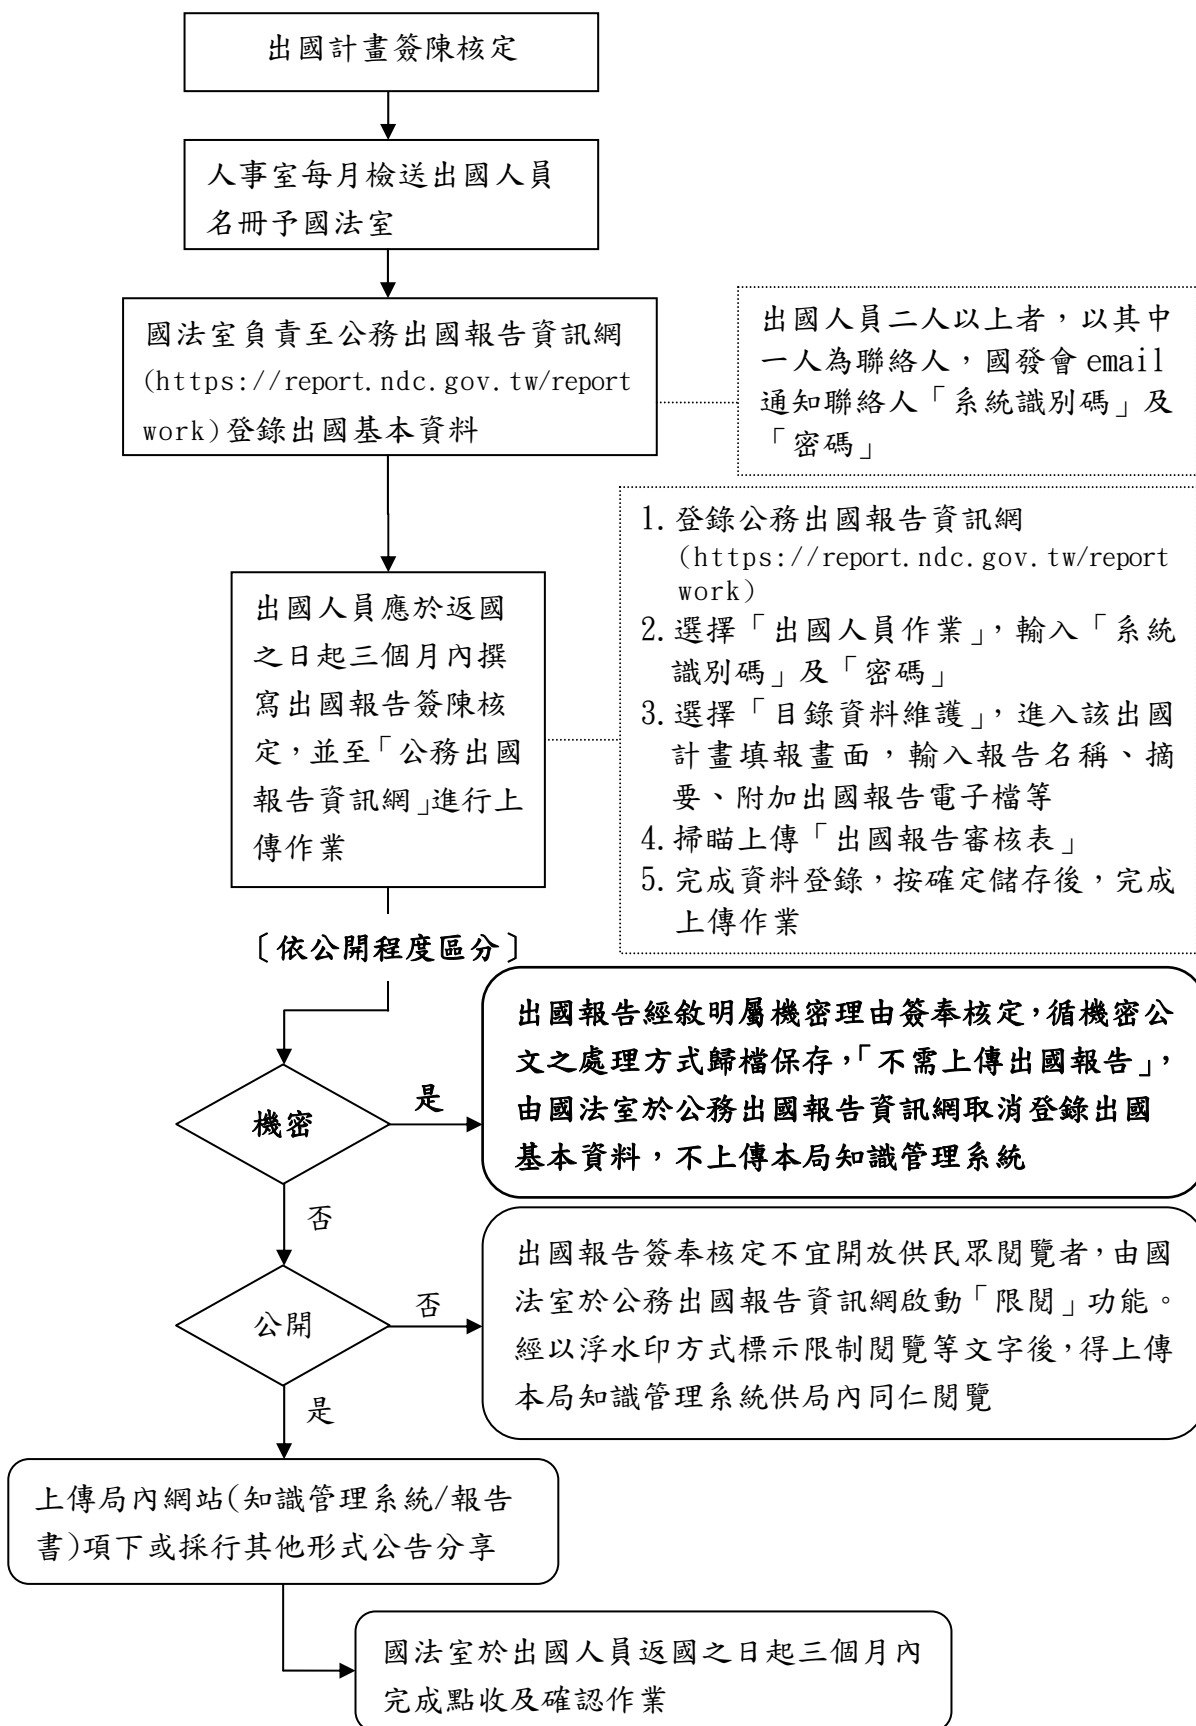 出國計畫簽陳核定
人事室每月檢送出國人員
名冊予國法室
國法室負責至公務出國報告資訊網
(https://report.ndc.gov.tw/report
work)登錄出國基本資料
出國人員二人以上者，以其中
一人為聯絡人，國發會 email
通知聯絡人「系統識別碼」及
「密碼」
出國人員應於返國
之日起三個月內撰
寫出國報告簽陳核
定，並至「公務出國
報告資訊網」進行上
傳作業
1. 登錄公務出國報告資訊網
(https://report.ndc.gov.tw/report
work)
2. 選擇「出國人員作業」，輸入「系統
識別碼」及「密碼」
3. 選擇「目錄資料維護」，進入該出國
計畫填報畫面，輸入報告名稱、摘
要、附加出國報告電子檔等
4. 掃瞄上傳「出國報告審核表」
5. 完成資料登錄，按確定儲存後，完成
上傳作業
〔依公開程度區分〕
機密
是
出國報告經敘明屬機密理由簽奉核定，循機密公
文之處理方式歸檔保存，「不需上傳出國報告」，
由國法室於公務出國報告資訊網取消登錄出國
基本資料，不上傳本局知識管理系統
否
公開
否
出國報告簽奉核定不宜開放供民眾閱覽者，由國
法室於公務出國報告資訊網啟動「限閱」功能。
經以浮水印方式標示限制閱覽等文字後，得上傳
本局知識管理系統供局內同仁閱覽
是
上傳局內網站(知識管理系統/報告
書)項下或採行其他形式公告分享
國法室於出國人員返國之日起三個月內
完成點收及確認作業